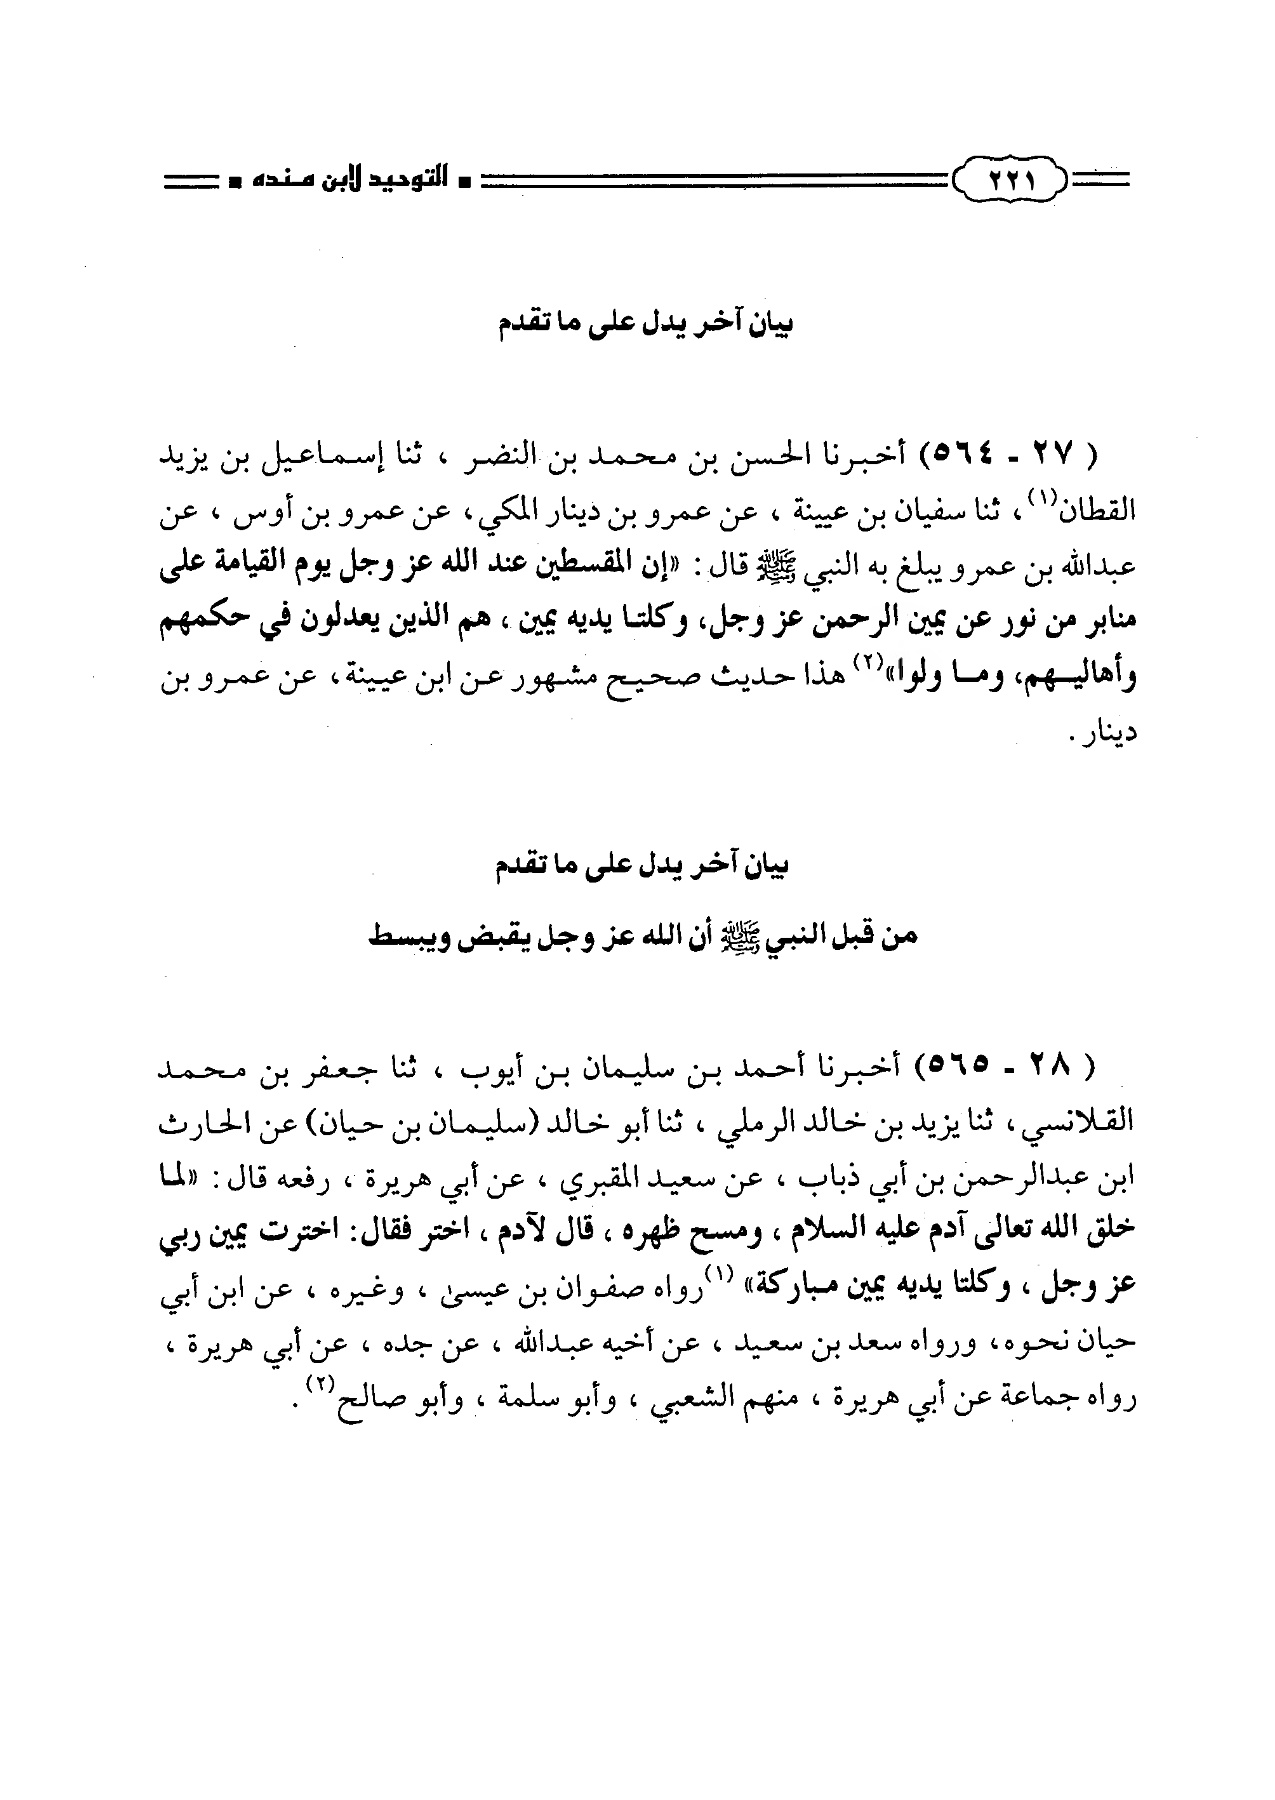 ٢٢١ ■ التوحيد لابن منده ■
بيان آخر يدل على ما تقدم
( ٢٧ - ٥٦٤) أخبرنا الحسن بن محمد بن النضر ، ثنا إسماعيل بن يزيد
القطان(١)، ثنا سفيان بن عيينة ، عن عمرو بن دينار المكي، عن عمرو بن أوس ، عن
عبدالله بن عمرو يبلغ به النبي ﷺ قال : «إن المقسطين عند الله عز وجل يوم القيامة على
منابر من نور عن يمين الرحمن عز وجل، وكلتا يديه يمين ، هم الذين يعدلون في حكمهم
وأهاليهم، وما ولوا»(٢) هذا حديث صحيح مشهور عن ابن عيينة، عن عمرو بن
دينار .
بيان آخر يدل على ما تقدم
من قبل النبي ﷺ أن الله عز وجل يقبض ويبسط
( ٢٨ - ٥٦٥) أخبرنا أحمد بن سليمان بن أيوب ، ثنا جعفر بن محمد
القلانسي ، ثنا يزيد بن خالد الرملي ، ثنا أبو خالد (سليمان بن حيان) عن الحارث
ابن عبدالرحمن بن أبي ذباب ، عن سعيد المقبري ، عن أبي هريرة ، رفعه قال : «لما
خلق الله تعالى آدم عليه السلام ، ومسح ظهره ، قال لآدم ، اختر فقال: اخترت يمين ربي
عز وجل ، وكلتا يديه يمين مباركة» (١)رواه صفوان بن عيسىٰ ، وغيره ، عن ابن أبي
حيان نحوه، ورواه سعد بن سعيد ، عن أخيه عبدالله ، عن جده ، عن أبي هريرة ،
رواه جماعة عن أبي هريرة ، منهم الشعبي ، وأبو سلمة ، وأبو صالح(٢) .